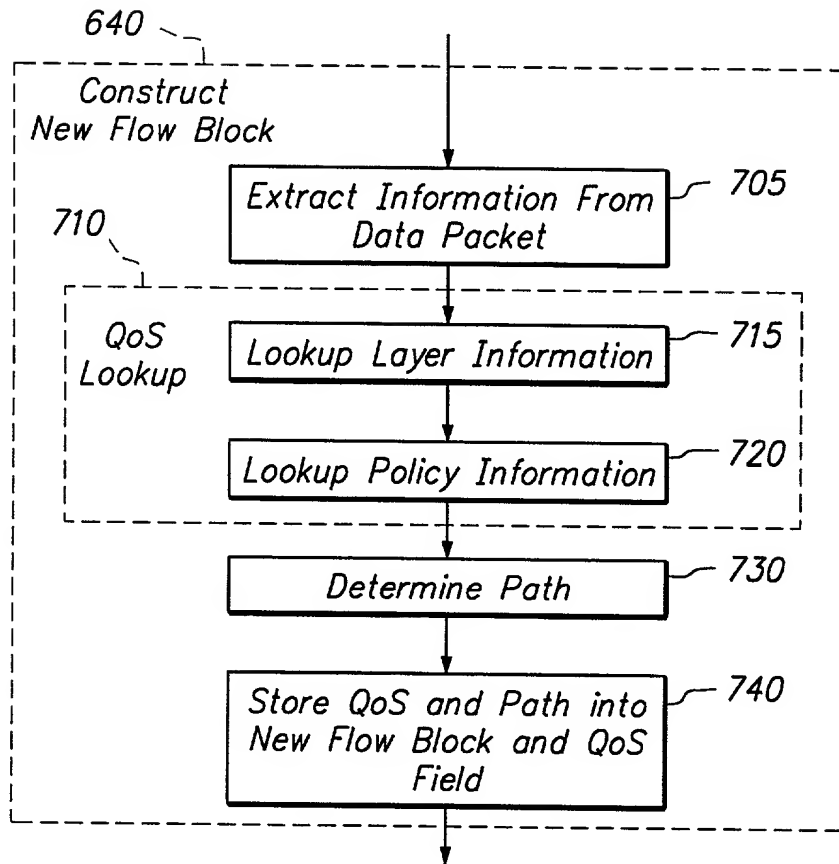 640
Construct
New Flow Block
Extract Information From
Data Packet
705
710
QoS
Lookup
Lookup Layer Information
715
Lookup Policy Information
720
Determine Path
730
Store QoS and Path into
New Flow Block and QoS
Field
740